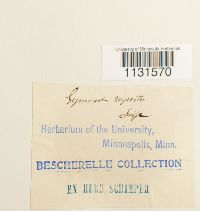 University of Minnesota Herbarium
1131570
Herbarium of the University,
Minneapolis, Minn.
BESCHERELLE COLLECTION
EX HERB SCHIMPER